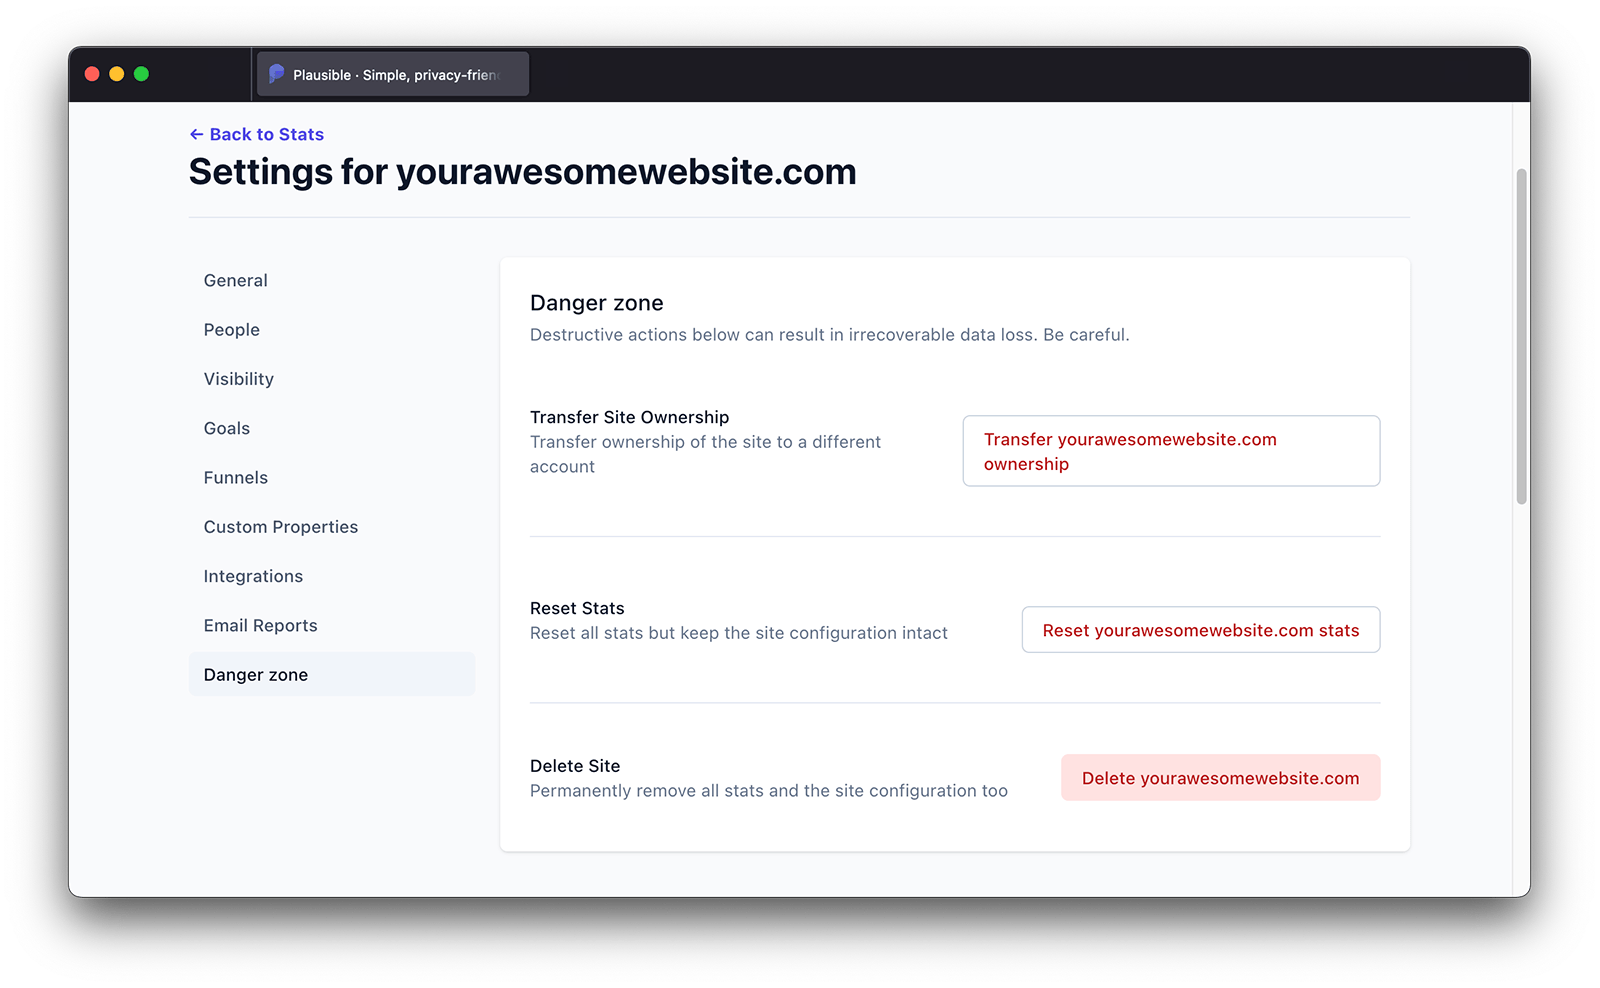 Plausible · Simple, privacy-frien
← Back to Stats
Settings for yourawesomewebsite.com
General
People
Visibility
Goals
Funnels
Custom Properties
Integrations
Email Reports
Danger zone
Danger zone
Destructive actions below can result in irrecoverable data loss. Be careful.
Transfer Site Ownership
Transfer ownership of the site to a different
account
Transfer yourawesomewebsite.com
ownership
Reset Stats
Reset all stats but keep the site configuration intact
Reset yourawesomewebsite.com stats
Delete Site
Permanently remove all stats and the site configuration too
Delete yourawesomewebsite.com